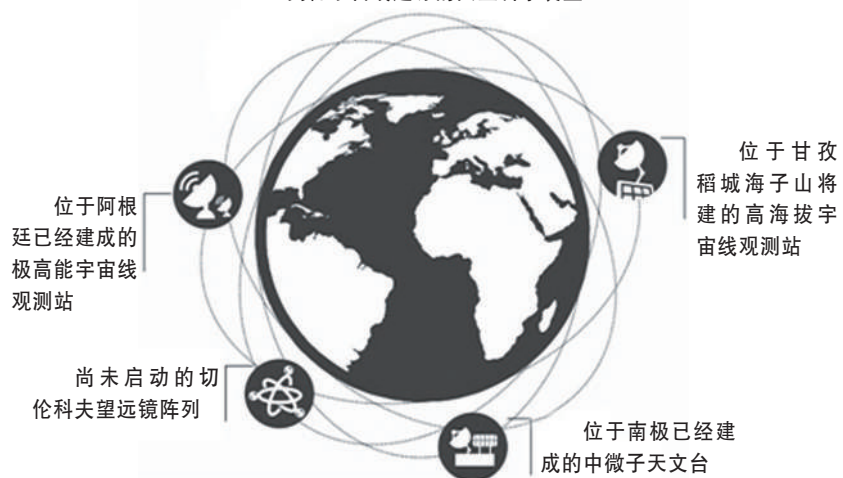 位于甘孜
稻城海子山将
建的高海拔宇
宙线观测站
位于阿根
廷已经建成的
极高能宇宙线
观测站
尚未启动的切
伦科夫望远镜阵列
位于南极已经建
成的中微子天文台